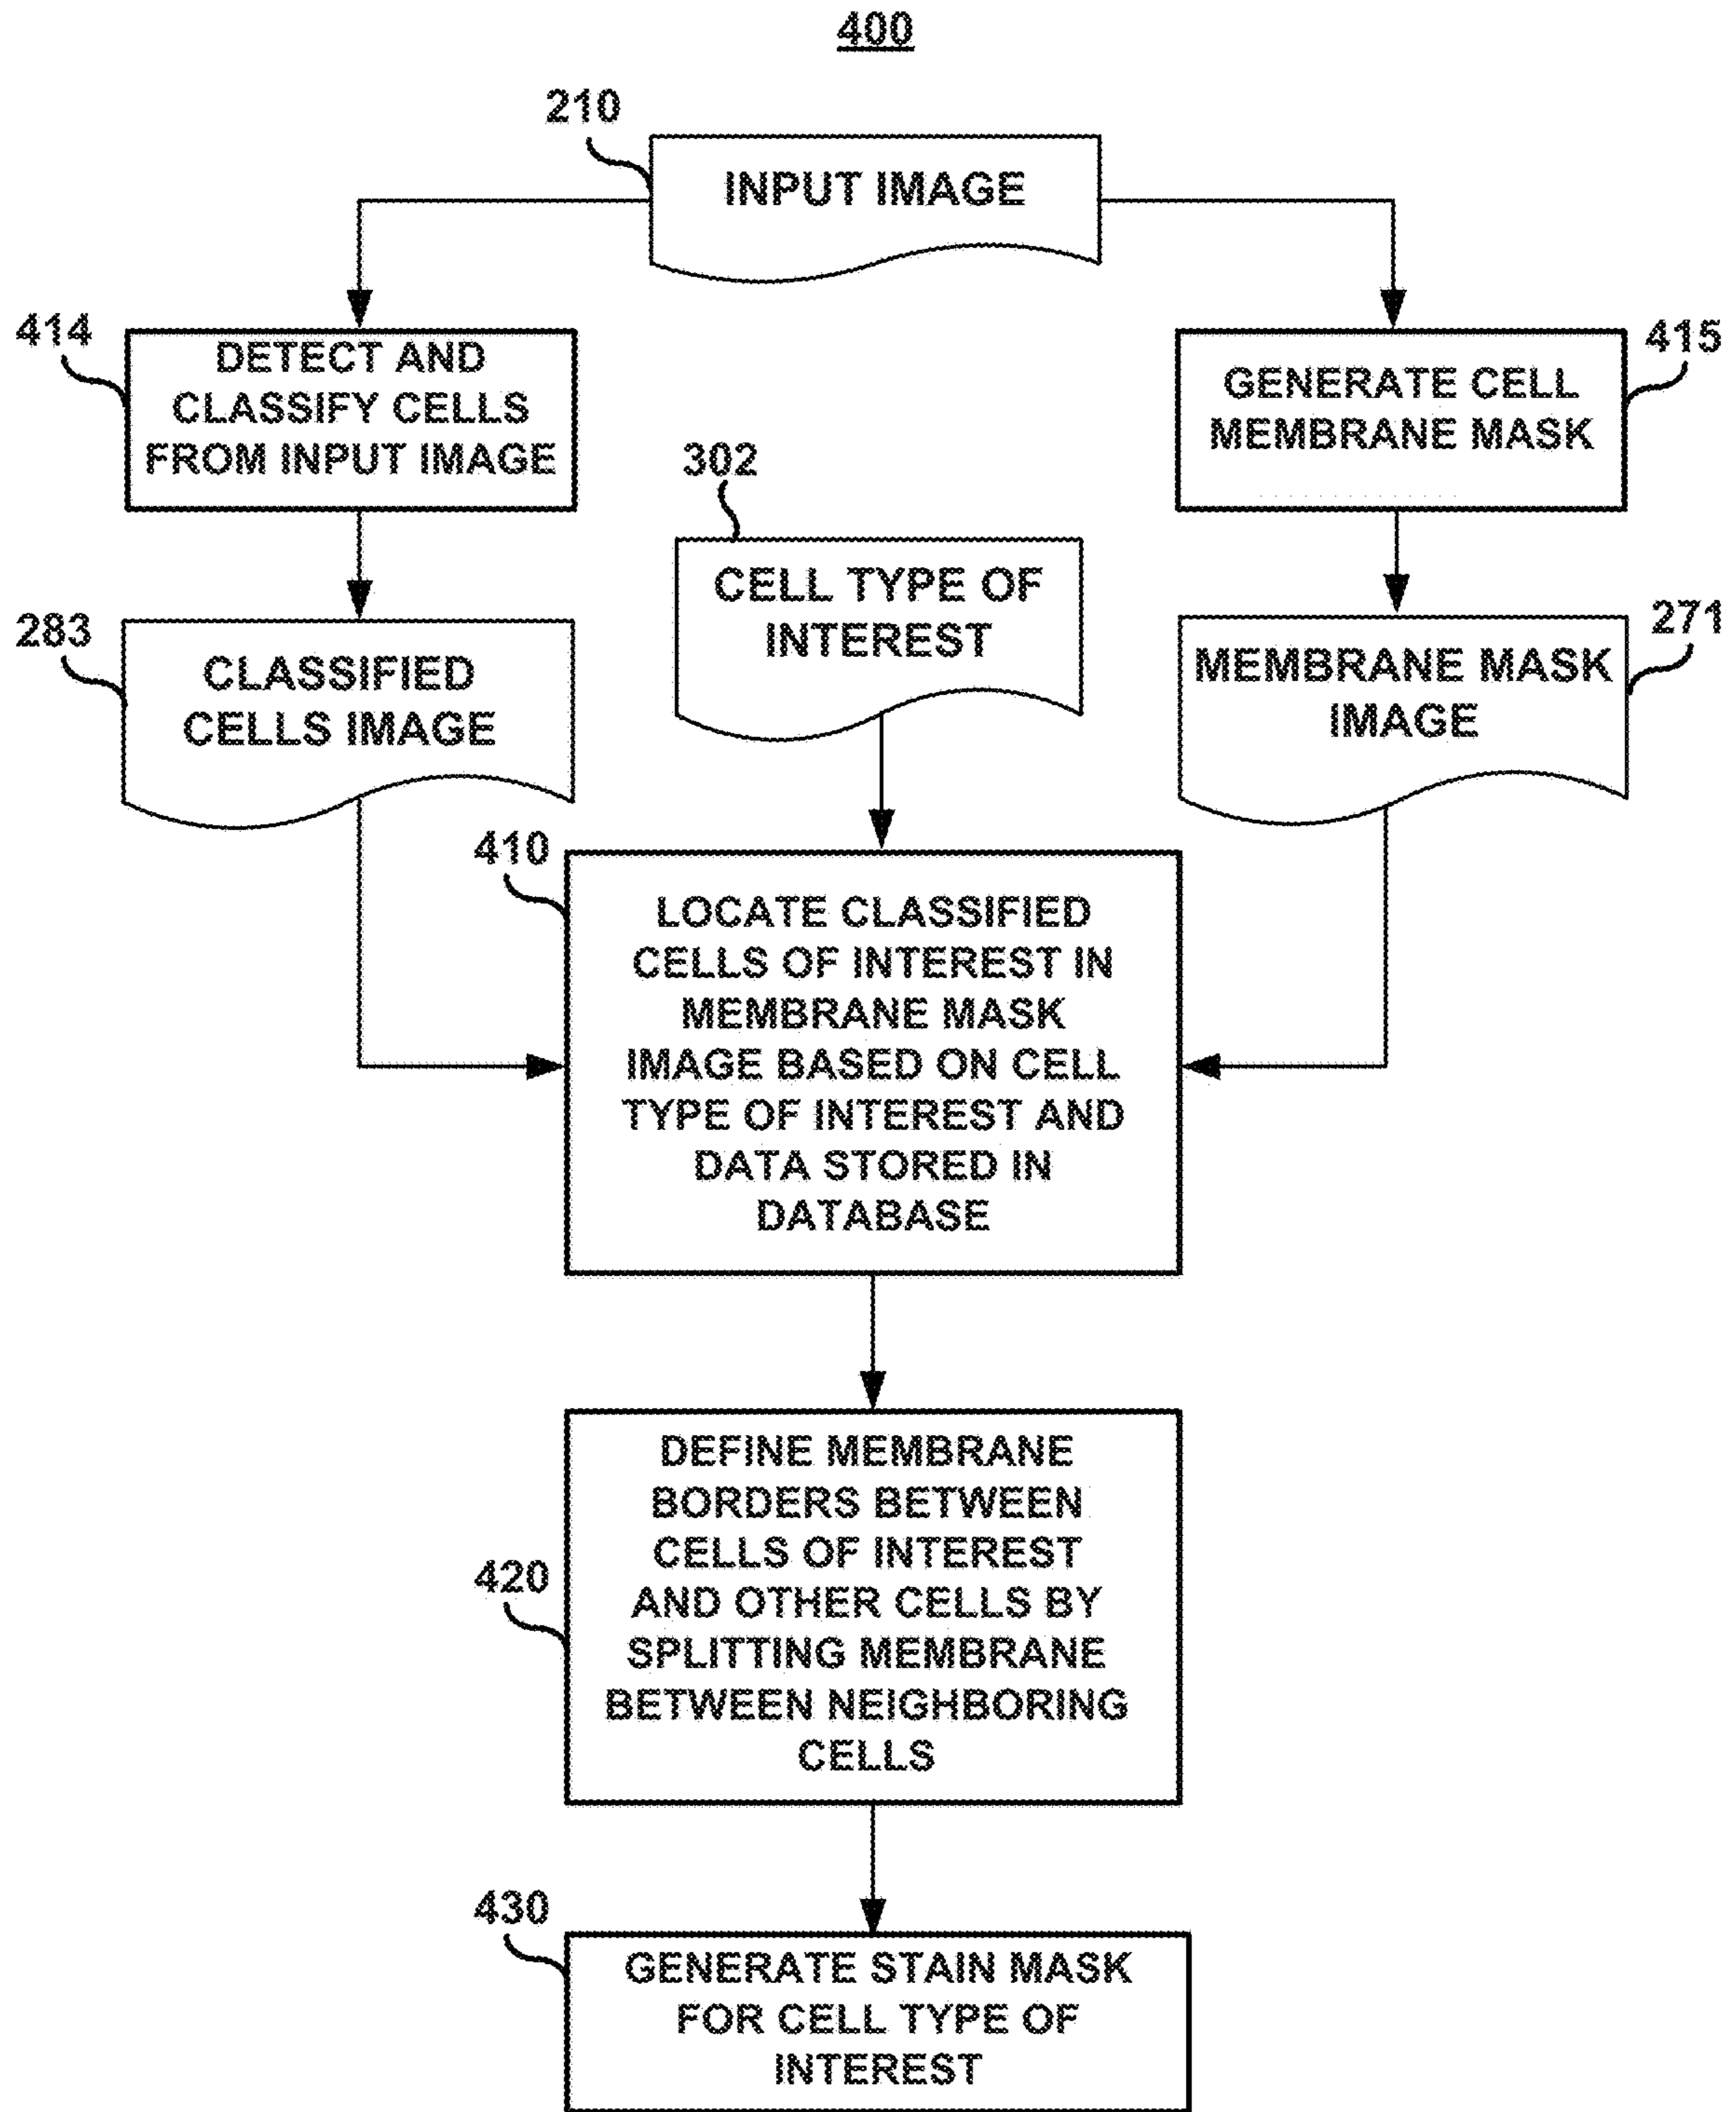 400
210
INPUT IMAGE
414
DETECT AND
CLASSIFY CELLS
FROM INPUT IMAGE
415
GENERATE CELL
MEMBRANE MASK
302
CELL TYPE OF
INTEREST
283
CLASSIFIED
CELLS IMAGE
271
MEMBRANE MASK
IMAGE
410
LOCATE CLASSIFIED
CELLS OF INTEREST IN
MEMBRANE MASK
IMAGE BASED ON CELL
TYPE OF INTEREST AND
DATA STORED IN
DATABASE
420
DEFINE MEMBRANE
BORDERS BETWEEN
CELLS OF INTEREST
AND OTHER CELLS BY
SPLITTING MEMBRANE
BETWEEN NEIGHBORING
CELLS
430
GENERATE STAIN MASK
FOR CELL TYPE OF
INTEREST